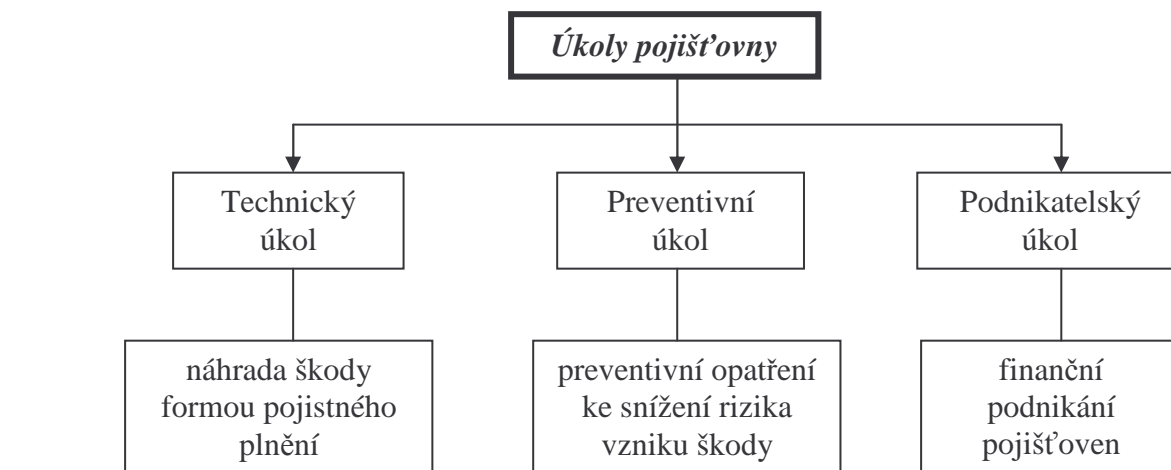 Úkoly pojišťovny
Technický
úkol
Preventivní
úkol
Podnikatelský
úkol
náhrada škody
formou pojistného
plnění
preventivní opatření
ke snížení rizika
vzniku škody
finanční
podnikání
pojišťoven